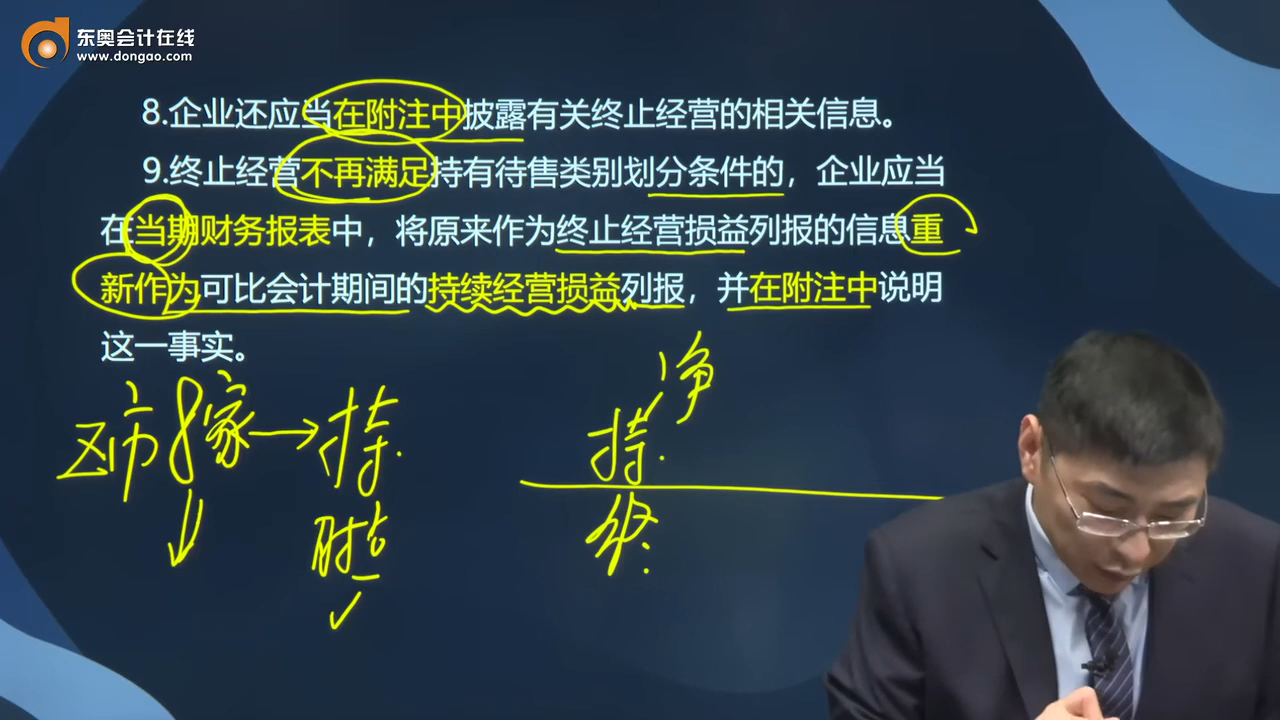 东奥会计在线
www.dongao.com
8.企业还应当在附注中披露有关终止经营的相关信息。
9.终止经营不再满足持有待售类别划分条件的，企业应当
在当期财务报表中，将原来作为终止经营损益列报的信息重
新作为可比会计期间的持续经营损益列报，并在附注中说明
这一事实。
净
持.
持.
终.